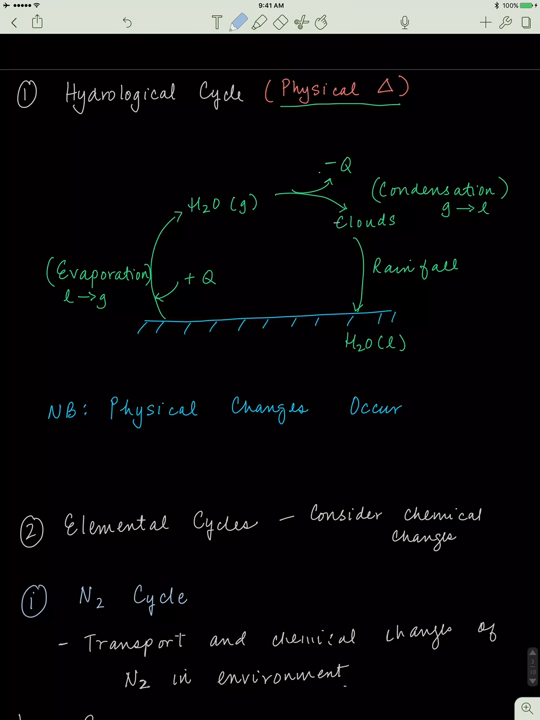 9:41 AM
100%
T
① Hydrological Cycle (Physical Δ)
- Q
H₂O (g)
(Condensation)
g → l
Clouds
(Evaporation)
l → g
+ Q
Rainfall
H₂O (l)
NB: Physical Changes Occur
② Elemental Cycles - Consider chemical
changes
ⓘ N₂ Cycle
- Transport and chemical changes of
N₂ in environment.